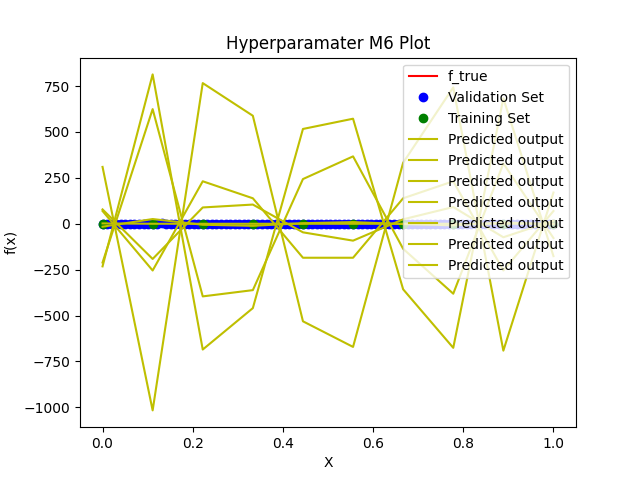 Hyperparamater M6 Plot
f_true
Validation Set
Training Set
Predicted output
Predicted output
Predicted output
Predicted output
Predicted output
Predicted output
Predicted output
750
500
250
0
−250
−500
−750
−1000
f(x)
0.0 0.2 0.4 0.6 0.8 1.0
X